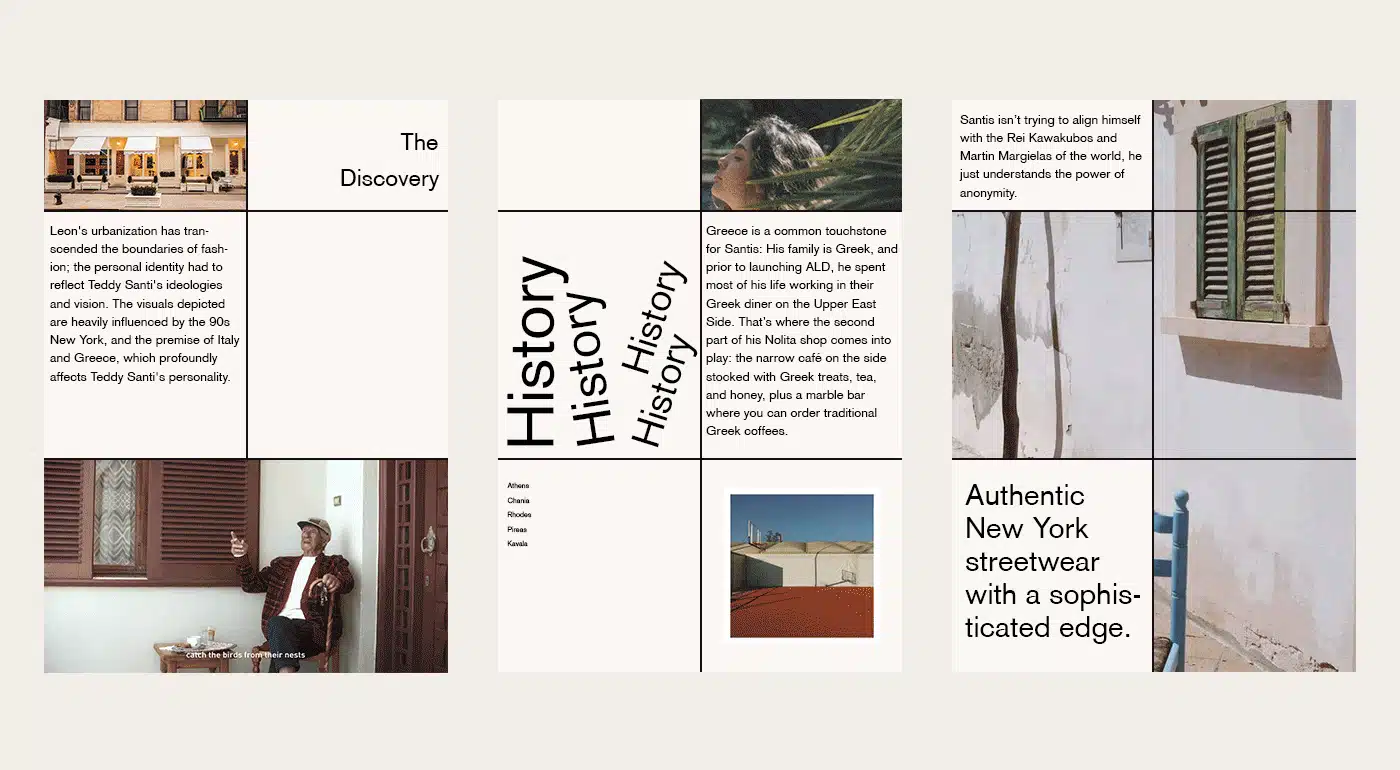 The
Discovery
Leon's urbanization has tran-
scended the boundaries of fash-
ion; the personal identity had to
reflect Teddy Santi's ideologies
and vision. The visuals depicted
are heavily influenced by the 90s
New York, and the premise of Italy
and Greece, which profoundly
affects Teddy Santi's personality.
catch the birds from their nests
History
History
History
History
Greece is a common touchstone
for Santis: His family is Greek, and
prior to launching ALD, he spent
most of his life working in their
Greek diner on the Upper East
Side. That’s where the second
part of his Nolita shop comes into
play: the narrow café on the side
stocked with Greek treats, tea,
and honey, plus a marble bar
where you can order traditional
Greek coffees.
Athens
Chania
Rhodes
Pireas
Kavala
Santis isn’t trying to align himself
with the Rei Kawakubos and
Martin Margielas of the world, he
just understands the power of
anonymity.
Authentic
New York
streetwear
with a sophis-
ticated edge.